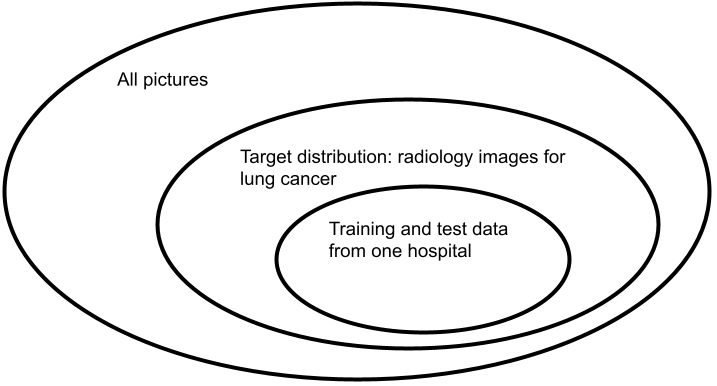 All pictures
Target distribution: radiology images for
lung cancer
Training and test data
from one hospital